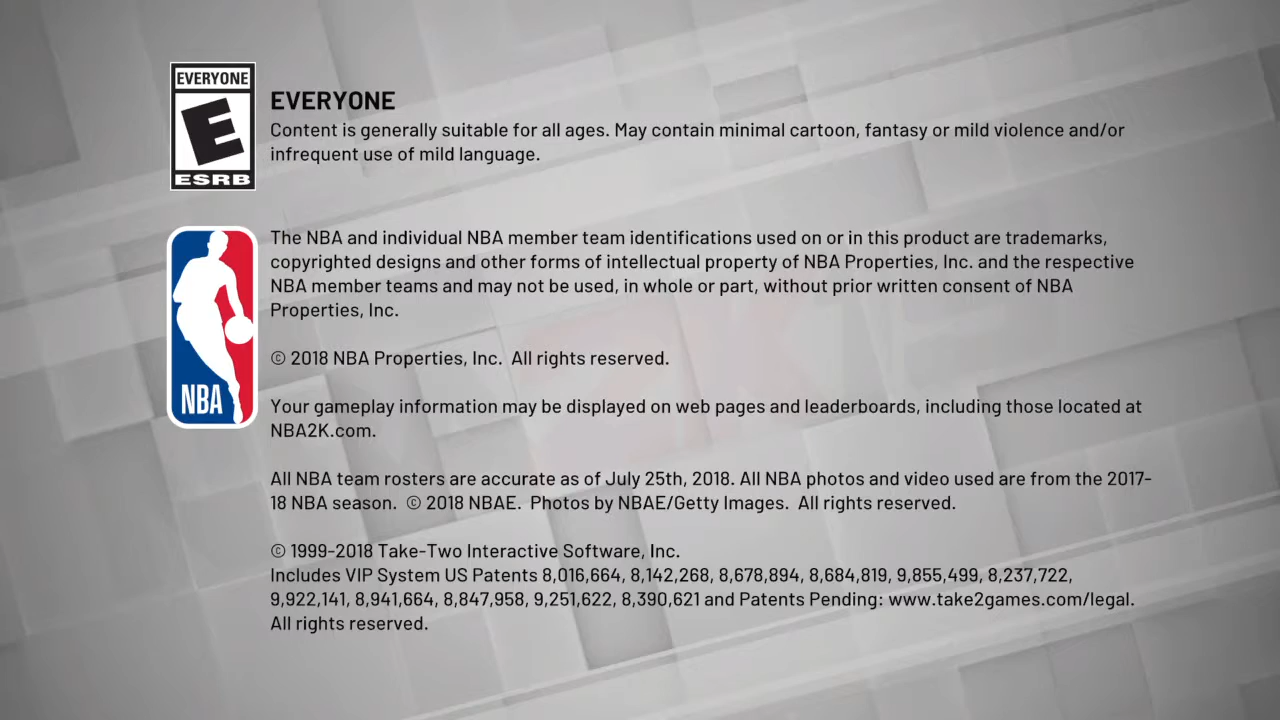 EVERYONE
E
ESRB
EVERYONE
Content is generally suitable for all ages. May contain minimal cartoon, fantasy or mild violence and/or
infrequent use of mild language.
NBA
The NBA and individual NBA member team identifications used on or in this product are trademarks,
copyrighted designs and other forms of intellectual property of NBA Properties, Inc. and the respective
NBA member teams and may not be used, in whole or part, without prior written consent of NBA
Properties, Inc.
© 2018 NBA Properties, Inc.  All rights reserved.
Your gameplay information may be displayed on web pages and leaderboards, including those located at
NBA2K.com.
All NBA team rosters are accurate as of July 25th, 2018. All NBA photos and video used are from the 2017-
18 NBA season.  © 2018 NBAE.  Photos by NBAE/Getty Images.  All rights reserved.
© 1999-2018 Take-Two Interactive Software, Inc.
Includes VIP System US Patents 8,016,664, 8,142,268, 8,678,894, 8,684,819, 9,855,499, 8,237,722,
9,922,141, 8,941,664, 8,847,958, 9,251,622, 8,390,621 and Patents Pending: www.take2games.com/legal.
All rights reserved.